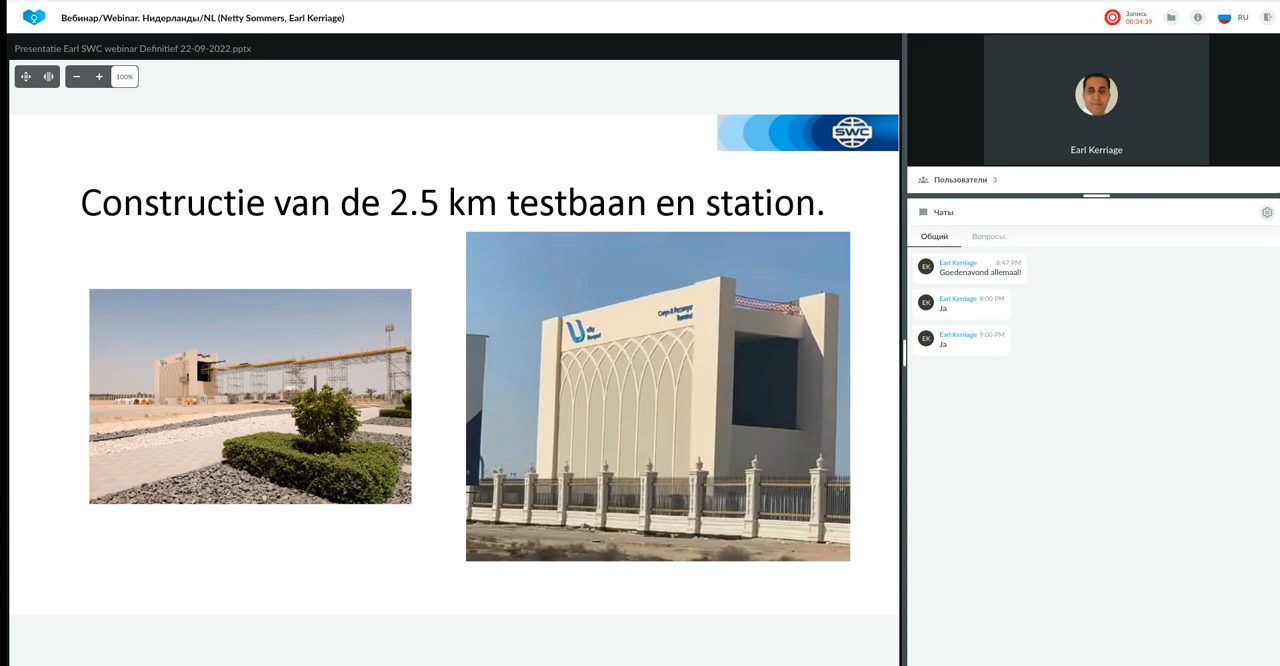 Вебинар/Webinar. Нидерланды/NL (Netty Sommers, Earl Kerriage)
Запись
00:34:39
RU
Presentatie Earl SWC webinar Definitief 22-09-2022.pptx
100%
SWC
Constructie van de 2.5 km testbaan en station.
U
Cargo & Passenger
Terminal
Earl Kerriage
Пользователи 3
Чаты
Общий Вопросы
EK
Earl Kerriage 8:47 PM
Goedenavond allemaal!
EK
Earl Kerriage 9:00 PM
Ja
EK
Earl Kerriage 9:00 PM
Ja